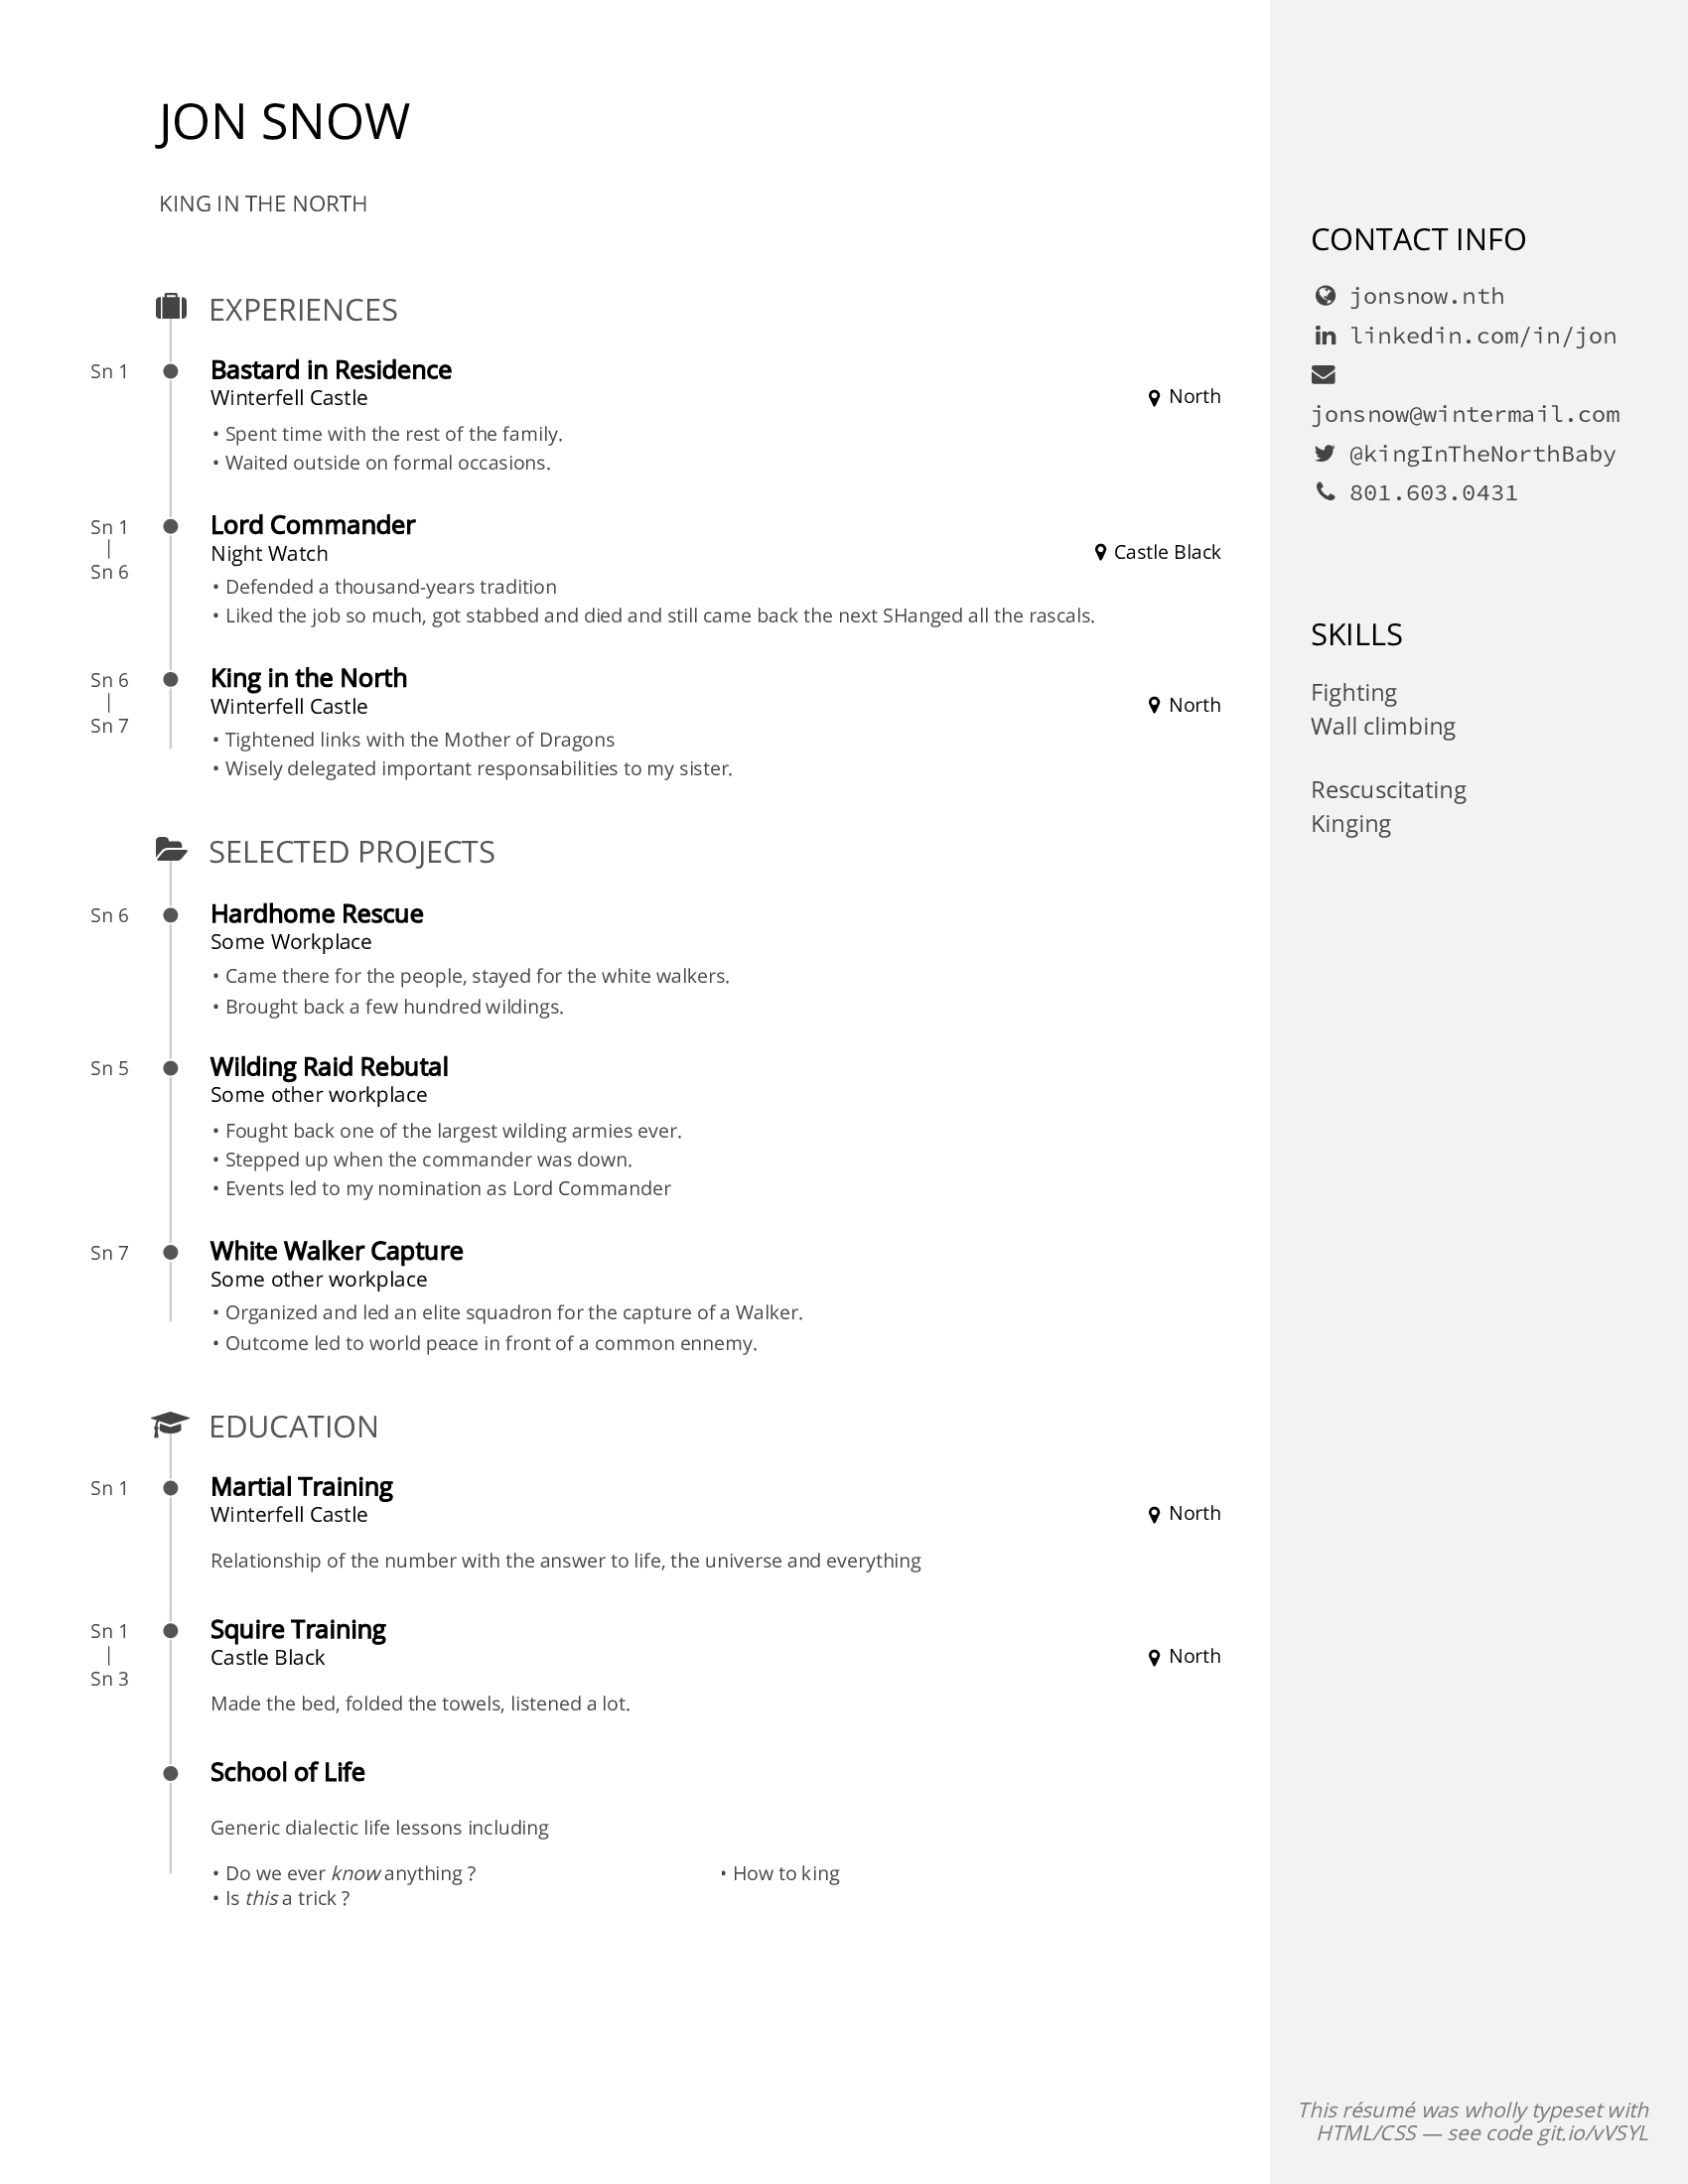 JON SNOW
KING IN THE NORTH
EXPERIENCES
Sn 1
Bastard in Residence
Winterfell Castle
North
• Spent time with the rest of the family.
• Waited outside on formal occasions.
Sn 1
|
Sn 6
Lord Commander
Night Watch
Castle Black
• Defended a thousand-years tradition
• Liked the job so much, got stabbed and died and still came back the next SHanged all the rascals.
Sn 6
|
Sn 7
King in the North
Winterfell Castle
North
• Tightened links with the Mother of Dragons
• Wisely delegated important responsabilities to my sister.
SELECTED PROJECTS
Sn 6
Hardhome Rescue
Some Workplace
• Came there for the people, stayed for the white walkers.
• Brought back a few hundred wildings.
Sn 5
Wilding Raid Rebutal
Some other workplace
• Fought back one of the largest wilding armies ever.
• Stepped up when the commander was down.
• Events led to my nomination as Lord Commander
Sn 7
White Walker Capture
Some other workplace
• Organized and led an elite squadron for the capture of a Walker.
• Outcome led to world peace in front of a common ennemy.
EDUCATION
Sn 1
Martial Training
Winterfell Castle
North
Relationship of the number with the answer to life, the universe and everything
Sn 1
|
Sn 3
Squire Training
Castle Black
North
Made the bed, folded the towels, listened a lot.
School of Life
Generic dialectic life lessons including
• Do we ever know anything ?
• Is this a trick ?
• How to king
CONTACT INFO
jonsnow.nth
linkedin.com/in/jon
jonsnow@wintermail.com
@kingInTheNorthBaby
801.603.0431
SKILLS
Fighting
Wall climbing
Rescuscitating
Kinging
This résumé was wholly typeset with
HTML/CSS — see code git.io/vVSYL